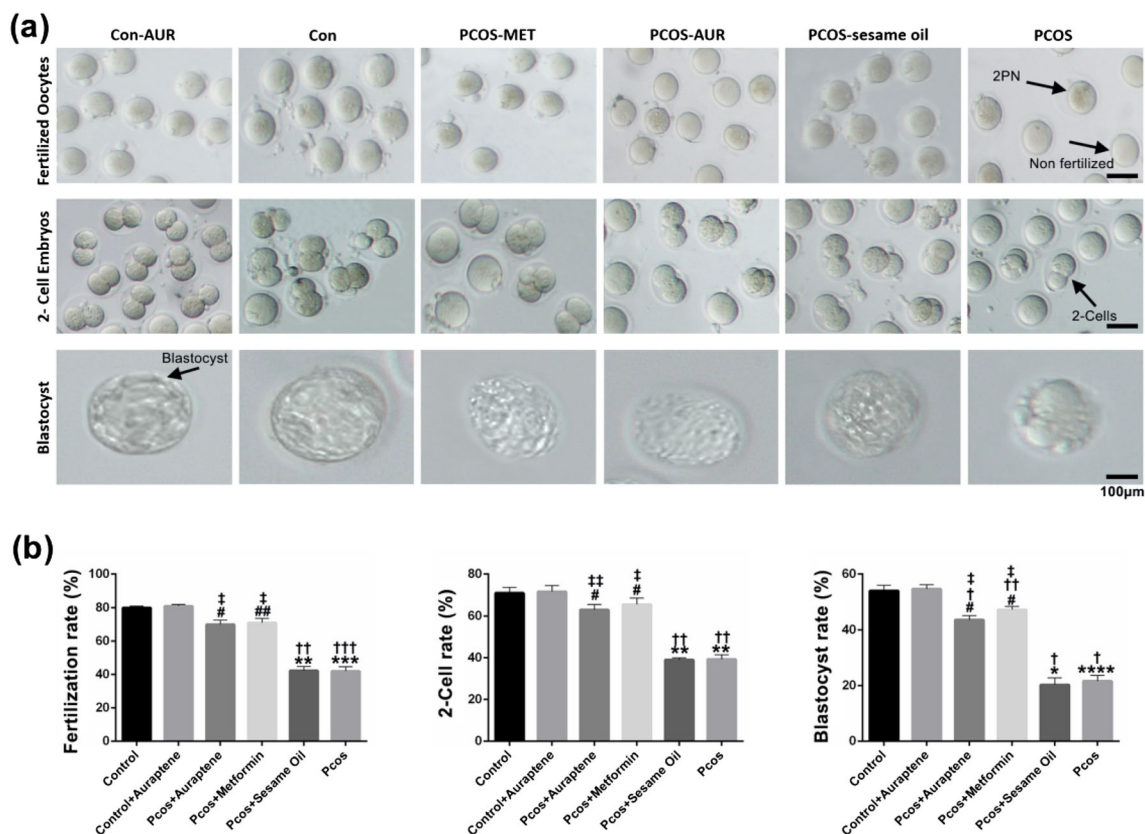 (a)
Con-AUR Con PCOS-MET PCOS-AUR PCOS-sesame oil PCOS
Fertilized Oocytes
2PN
Non fertilized
2- Cell Embroys
2-Cells
Blastocyst
Blastocyst
100µm
(b)
Fertilization rate (%)
100
80
60
40
20
0
‡
#
‡
##
††
**
†††
***
Control
Control+Auraptene
Pcos+Auraptene
Pcos+Metformin
Pcos+Sesame Oil
Pcos
2-Cell rate (%)
80
60
40
20
0
‡‡
#
‡
#
††
**
††
**
Control
Control+Auraptene
Pcos+Auraptene
Pcos+Metformin
Pcos+Sesame Oil
Pcos
Blastocyst rate (%)
60
40
20
0
‡
†
#
‡
††
#
†
*
†
****
Control
Control+Auraptene
Pcos+Auraptene
Pcos+Metformin
Pcos+Sesame Oil
Pcos